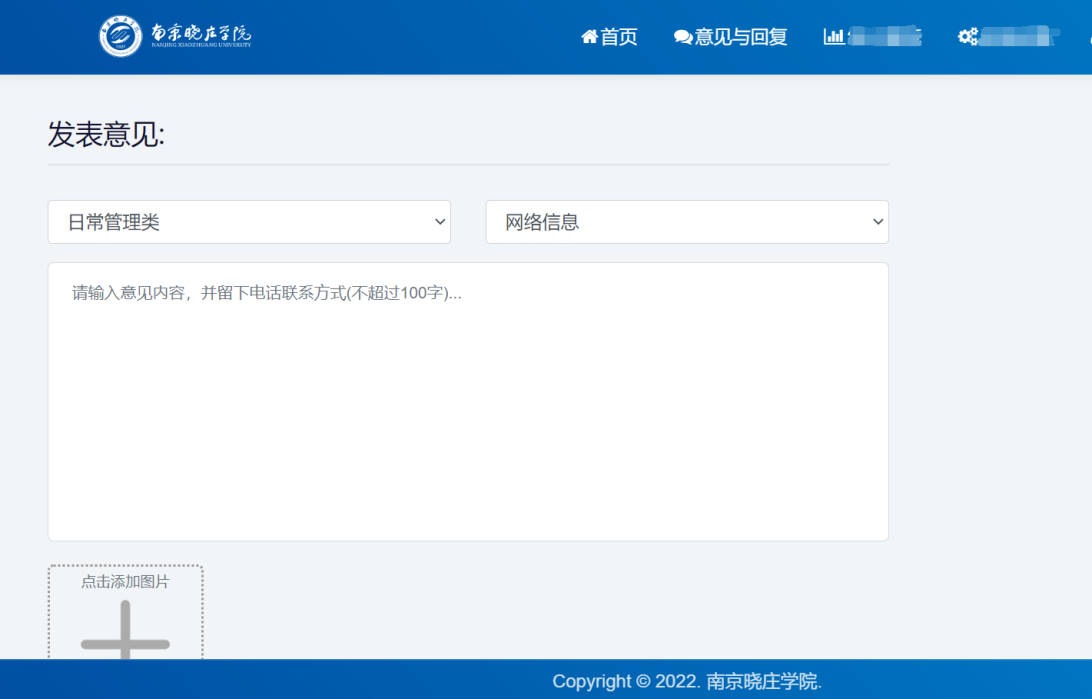 南京晓庄学院
NANJING XIAOZHUANG UNIVERSITY
首页
意见与回复
发表意见:
日常管理类
网络信息
请输入意见内容，并留下电话联系方式(不超过100字)...
点击添加图片
Copyright © 2022. 南京晓庄学院.